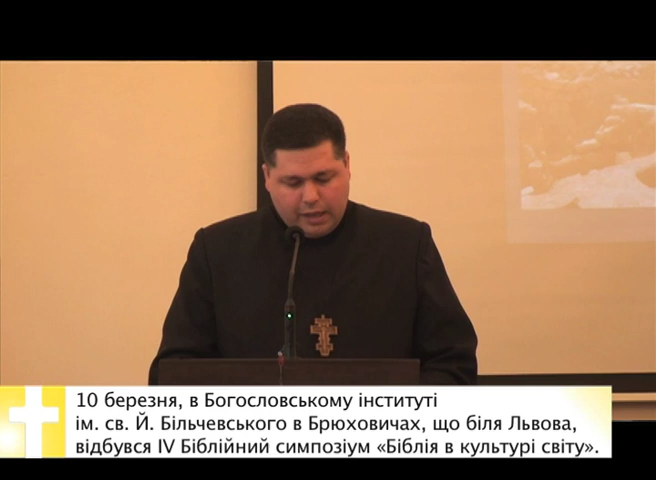 10 березня, в Богословському інституті
ім. св. Й. Більчевського в Брюховичах, що біля Львова,
відбувся IV Біблійний симпозіум «Біблія в культурі світу».